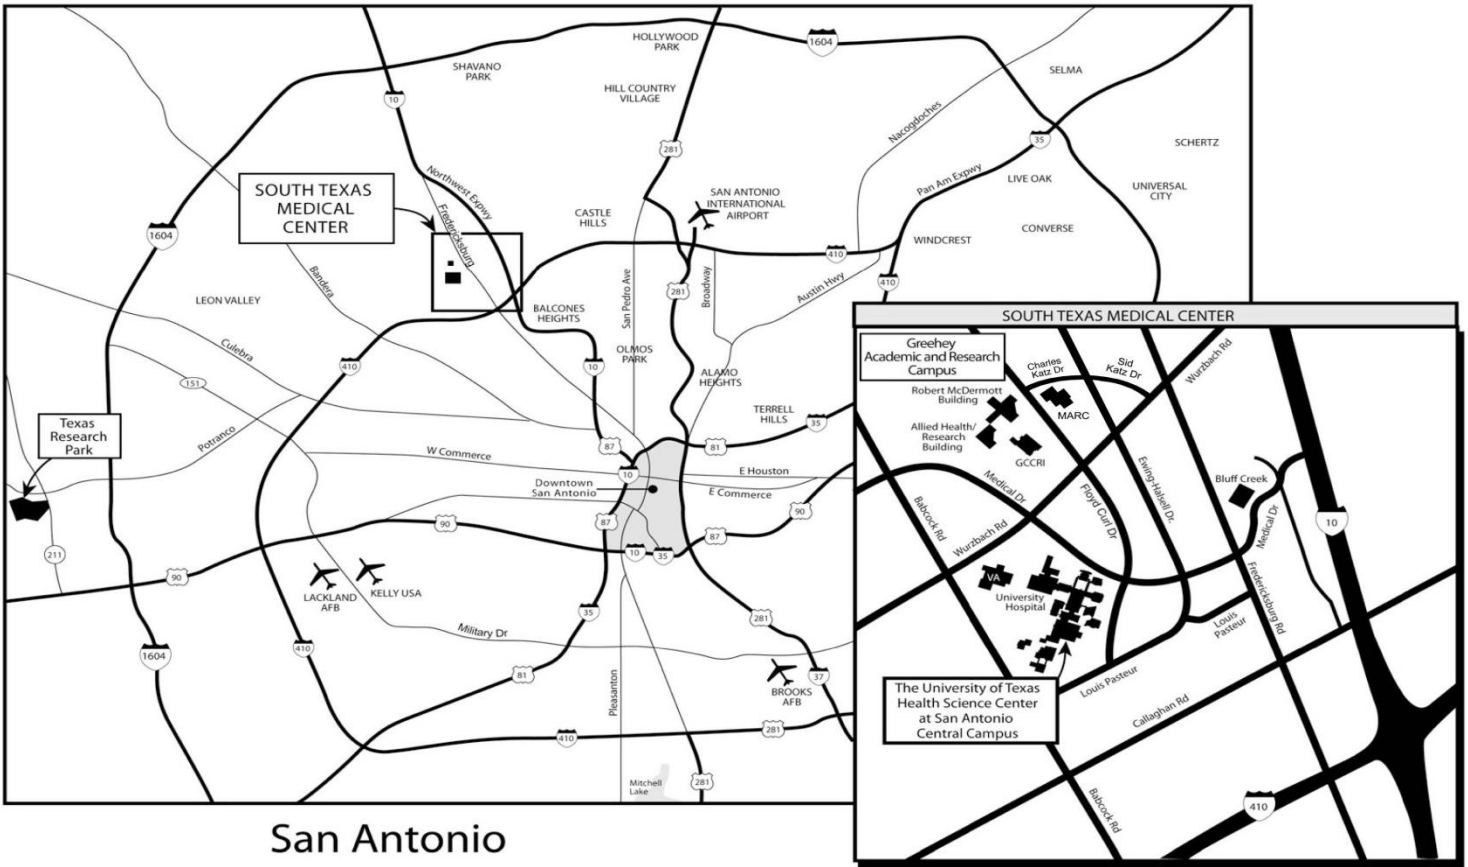 HOLLYWOOD
PARK
1604
SHAVANO
PARK
SELMA
HILL COUNTRY
VILLAGE
10
Nacogdoches
35
SCHERTZ
281
Northwest Expwy
Pan Am Expwy
LIVE OAK
UNIVERSAL
CITY
SOUTH TEXAS
MEDICAL
CENTER
SAN ANTONIO
INTERNATIONAL
AIRPORT
Fredericksburg
CASTLE
HILLS
CONVERSE
WINDCREST
1604
410
410
Bandera
San Pedro Ave
281
Broadway
Austin Hwy
LEON VALLEY
BALCONES
HEIGHTS
Culebra
OLMOS
PARK
410
10
151
ALAMO
HEIGHTS
TERRELL
HILLS
35
Texas
Research
Park
Potranco
87
81
W Commerce
10
E Houston
Downtown
San Antonio
E Commerce
90
87
90
87
10
35
211
90
LACKLAND
AFB
KELLY USA
35
281
Military Dr
410
1604
81
37
BROOKS
AFB
Pleasanton
410
281
Mitchell
Lake
281
San Antonio
SOUTH TEXAS MEDICAL CENTER
Greehey
Academic and Research
Campus
Charles
Katz Dr
Sid
Katz Dr
Wurzbach Rd
Robert McDermott
Building
MARC
Allied Health/
Research
Building
GCCRI
Medical Dr
Floyd Curl Dr
Ewing-Halsell Dr.
Bluff Creek
Medical Dr
10
Babcock Rd
Wurzbach Rd
VA
University
Hospital
Fredericksburg Rd
Louis
Pasteur
Louis Pasteur
Callaghan Rd
The University of Texas
Health Science Center
at San Antonio
Central Campus
Babcock Rd
410